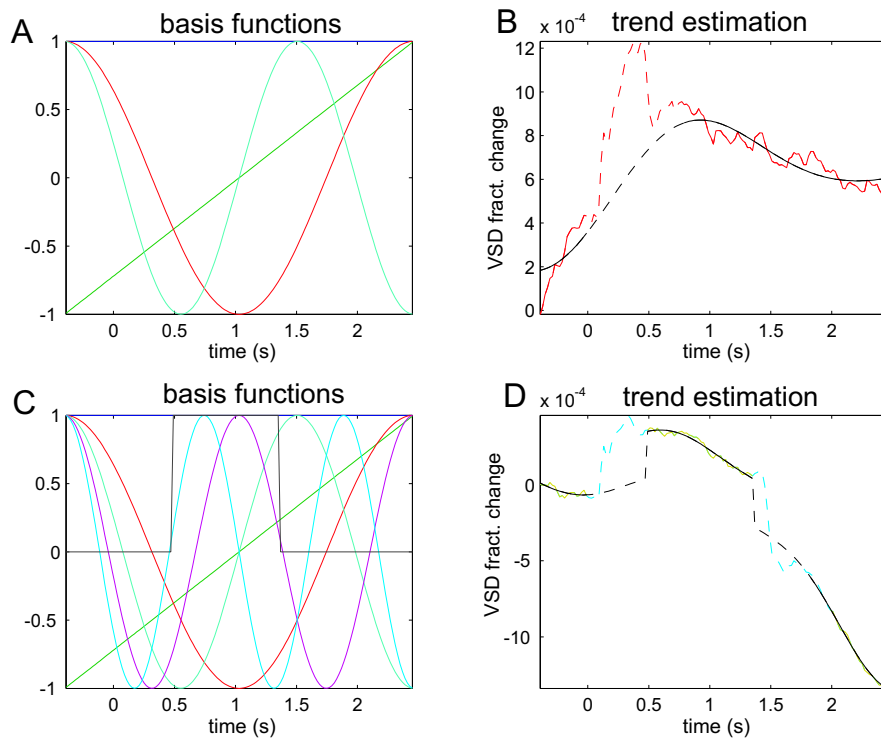 A
basis functions
1
0.5
0
-0.5
-1
0
0.5
1
1.5
2
time (s)
B
trend estimation
x 10-4
VSD fract. change
12
10
8
6
4
2
0
0
0.5
1
1.5
2
time (s)
C
basis functions
1
0.5
0
-0.5
-1
0
0.5
1
1.5
2
time (s)
D
trend estimation
x 10-4
VSD fract. change
0
-5
-10
0
0.5
1
1.5
2
time (s)